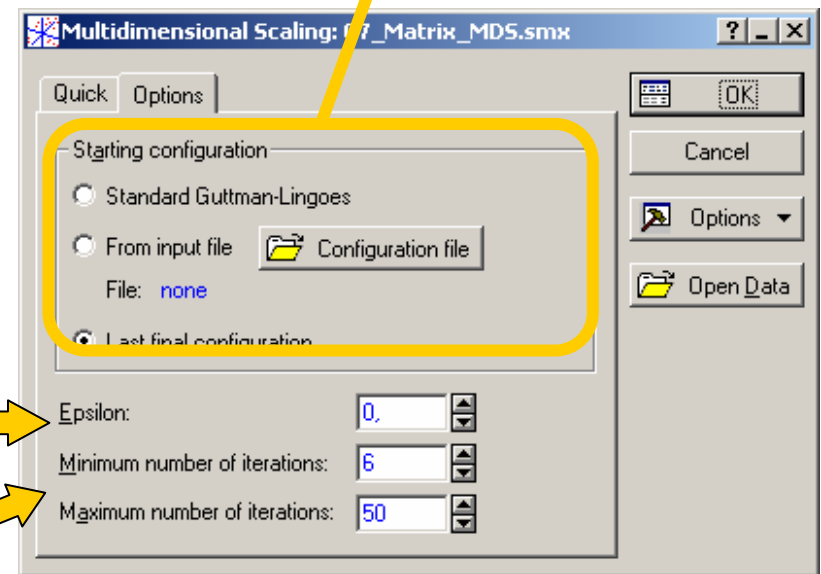 Multidimensional Scaling: 07_Matrix_MDS.smx
Quick Options
OK
Cancel
Options
Open Data
Starting configuration
Standard Guttman-Lingoes
From input file Configuration file
File: none
Last final configuration
Epsilon: 0,
Minimum number of iterations: 6
Maximum number of iterations: 50